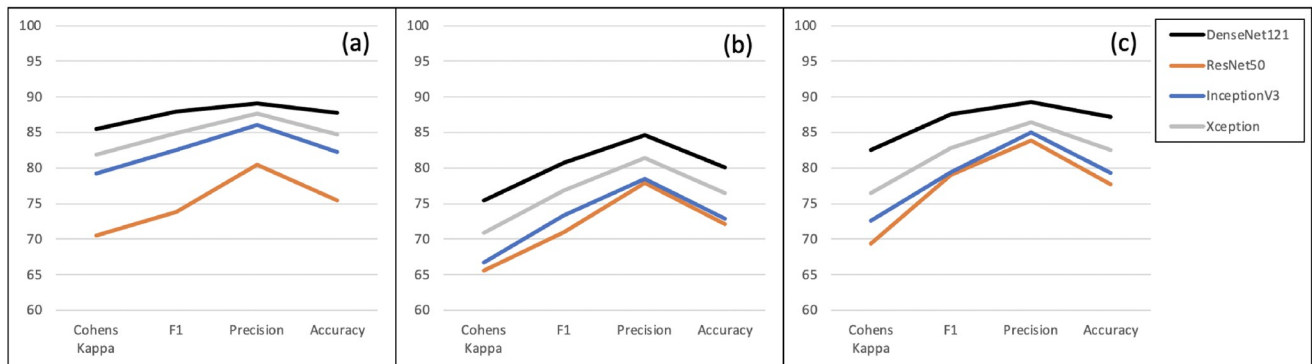 (a)
100
95
90
85
80
75
70
65
60
Cohens Kappa
F1
Precision
Accuracy
(b)
100
95
90
85
80
75
70
65
60
Cohens Kappa
F1
Precision
Accuracy
(c)
100
95
90
85
80
75
70
65
60
Cohens Kappa
F1
Precision
Accuracy
DenseNet121
ResNet50
InceptionV3
Xception